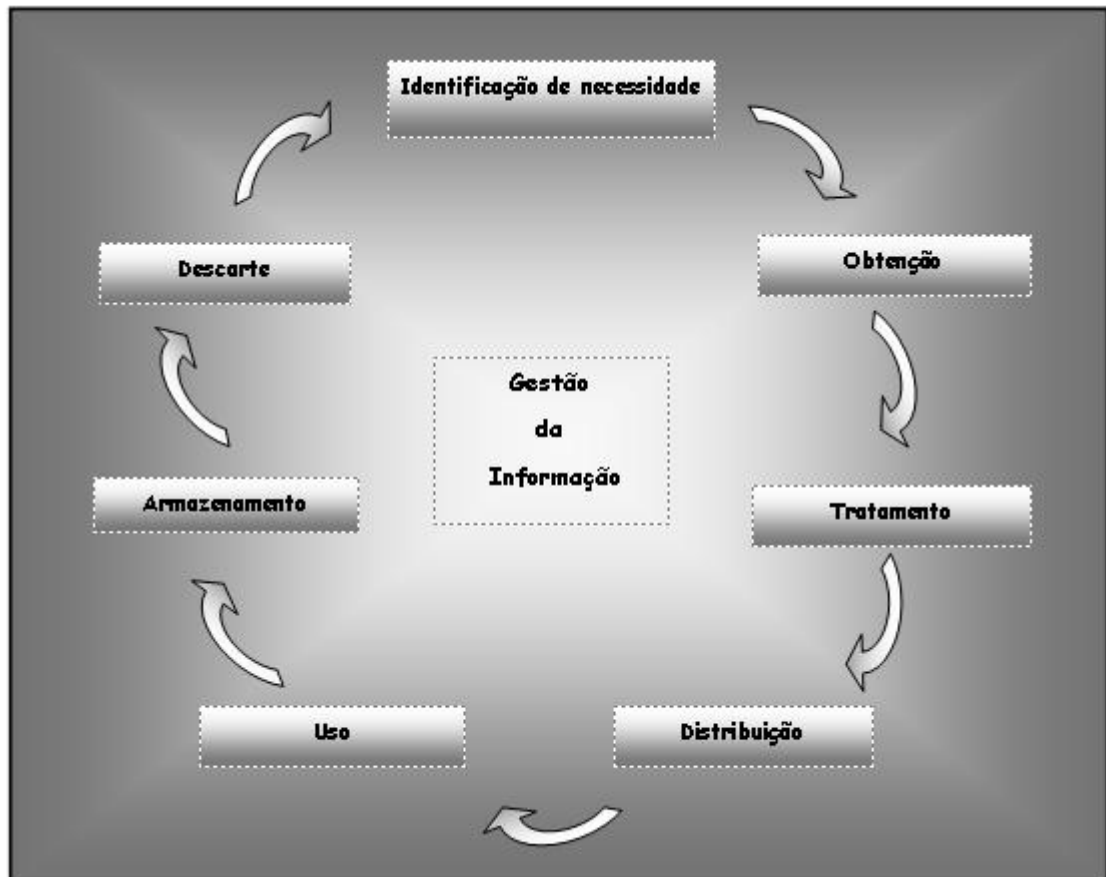 Identificação de necessidade
Obtenção
Tratamento
Distribuição
Uso
Armazenamento
Descarte
Gestão
da
Informação